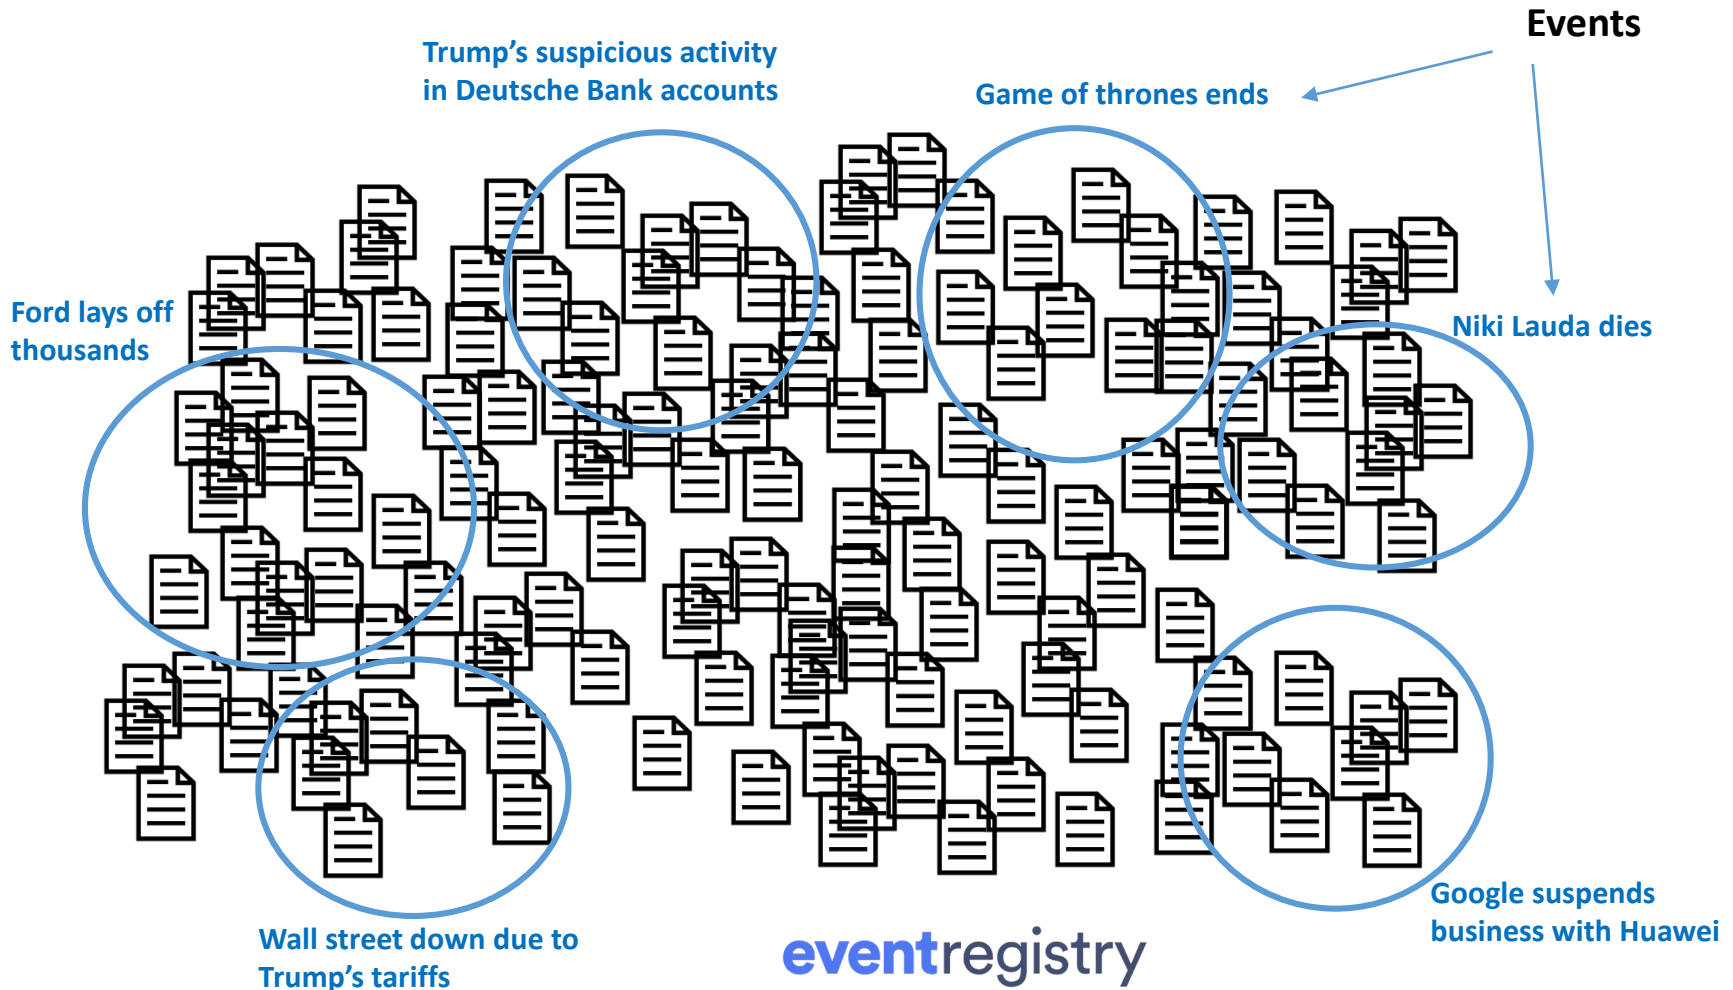 Events
Trump’s suspicious activity
in Deutsche Bank accounts
Game of thrones ends
Ford lays off
thousands
Niki Lauda dies
Google suspends
business with Huawei
Wall street down due to
Trump’s tariffs
eventregistry